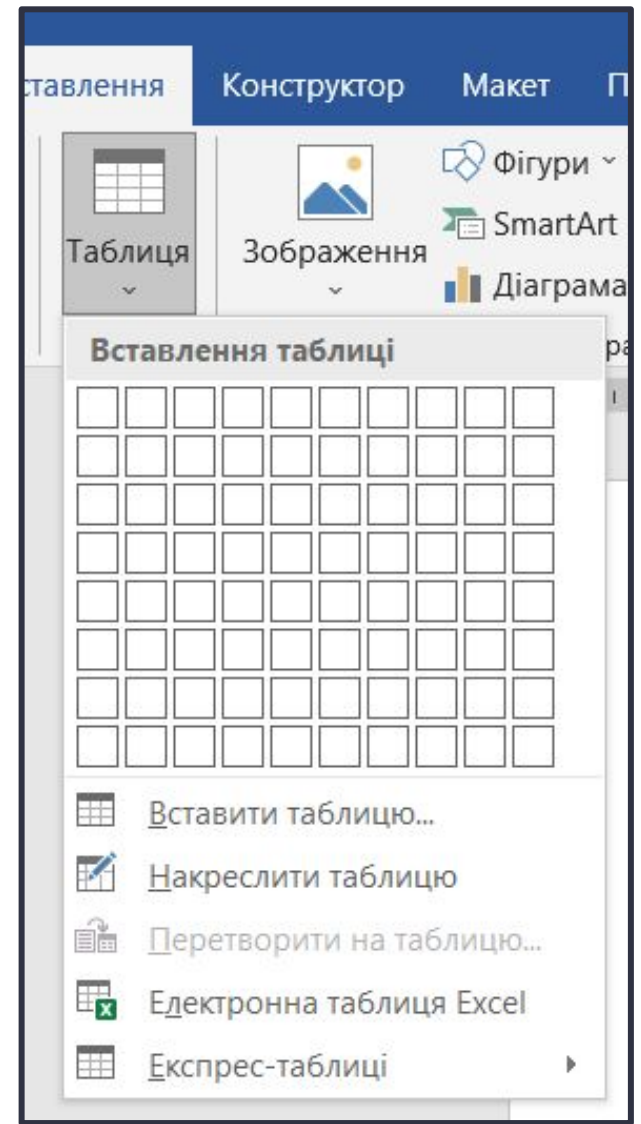 ставлення Конструктор Макет П
Фігури
SmartArt
Таблиця Зображення Діаграма
Вставлення таблиці ра
Вставити таблицю...
Накреслити таблицю
Перетворити на таблицю...
Електронна таблиця Excel
Експрес-таблиці